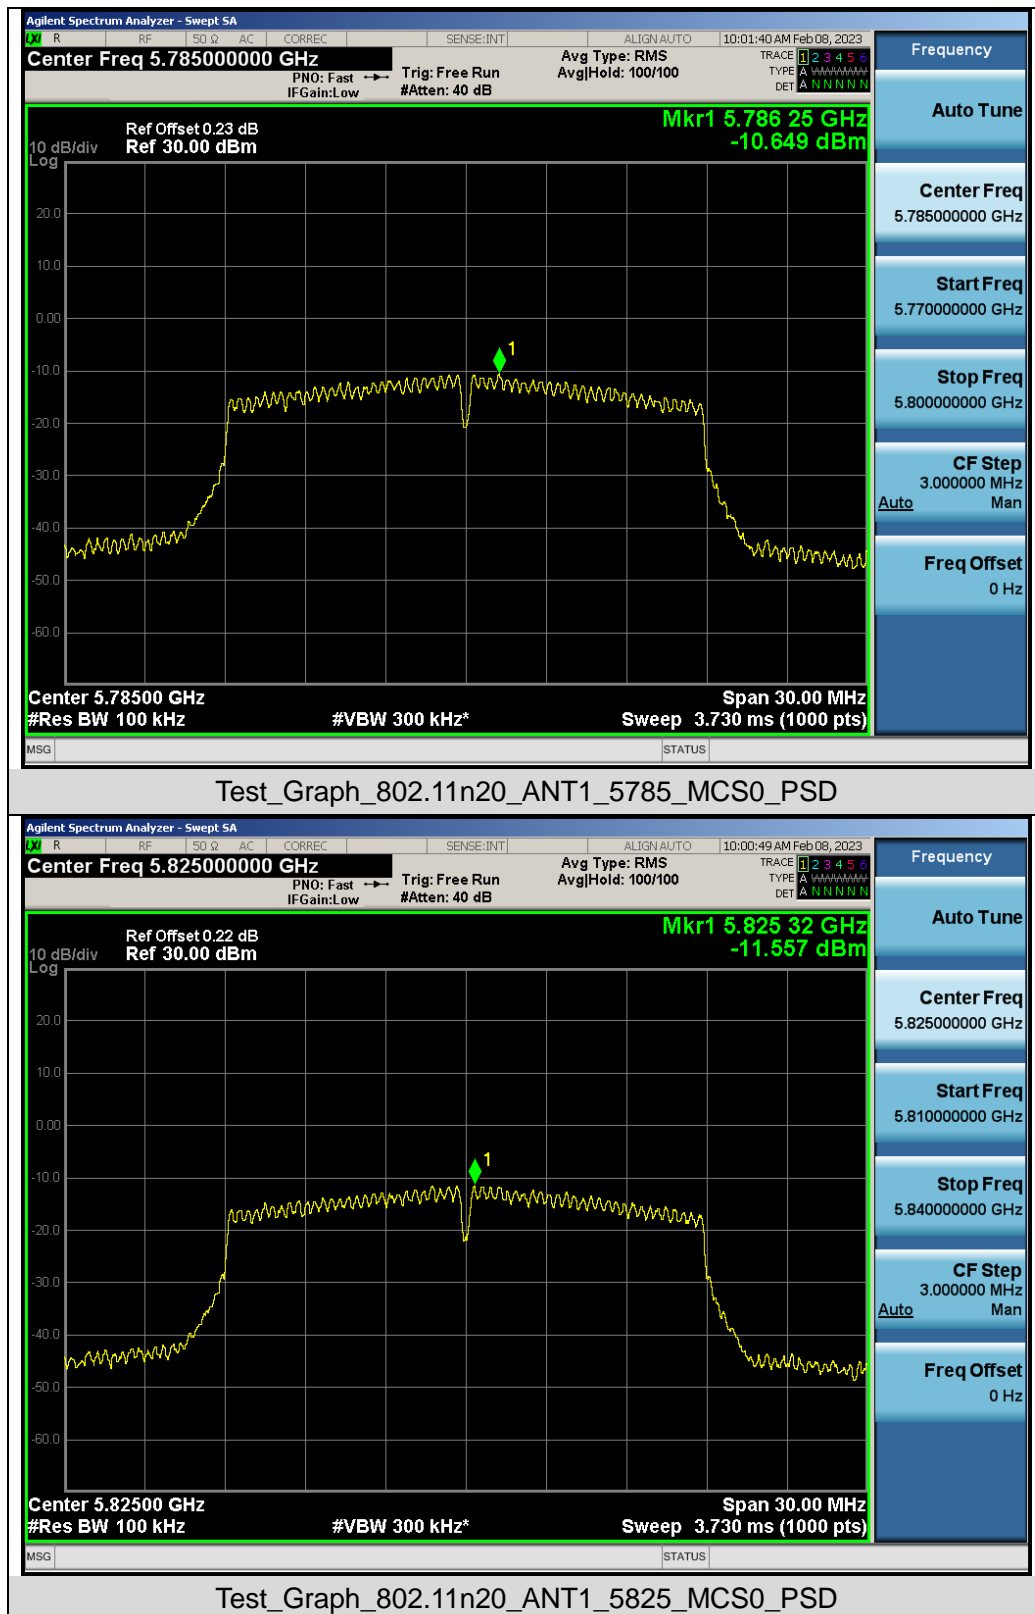 Agilent Spectrum Analyzer - Swept SA
LXI R RF 50 Ω AC CORREC SENSE:INT ALIGN AUTO 10:01:40 AM Feb 08, 2023
Center Freq 5.785000000 GHz
PNO: Fast
IFGain:Low
Trig: Free Run
#Atten: 40 dB
Avg Type: RMS
Avg|Hold: 100/100
TRACE 1 2 3 4 5 6
TYPE A WWWWW
DET A N N N N N
Mkr1 5.786 25 GHz
-10.649 dBm
Ref Offset 0.23 dB
10 dB/div Ref 30.00 dBm
Log
20.0
10.0
0.00
1
-10.0
-20.0
-30.0
-40.0
-50.0
-60.0
Center 5.78500 GHz Span 30.00 MHz
#Res BW 100 kHz #VBW 300 kHz* Sweep 3.730 ms (1000 pts)
MSG STATUS
Frequency
Auto Tune
Center Freq
5.785000000 GHz
Start Freq
5.770000000 GHz
Stop Freq
5.800000000 GHz
CF Step
3.000000 MHz
Auto Man
Freq Offset
0 Hz
Test_Graph_802.11n20_ANT1_5785_MCS0_PSD
Agilent Spectrum Analyzer - Swept SA
LXI R RF 50 Ω AC CORREC SENSE:INT ALIGN AUTO 10:00:49 AM Feb 08, 2023
Center Freq 5.825000000 GHz
PNO: Fast
IFGain:Low
Trig: Free Run
#Atten: 40 dB
Avg Type: RMS
Avg|Hold: 100/100
TRACE 1 2 3 4 5 6
TYPE A WWWWW
DET A N N N N N
Mkr1 5.825 32 GHz
-11.557 dBm
Ref Offset 0.22 dB
10 dB/div Ref 30.00 dBm
Log
20.0
10.0
0.00
1
-10.0
-20.0
-30.0
-40.0
-50.0
-60.0
Center 5.82500 GHz Span 30.00 MHz
#Res BW 100 kHz #VBW 300 kHz* Sweep 3.730 ms (1000 pts)
MSG STATUS
Frequency
Auto Tune
Center Freq
5.825000000 GHz
Start Freq
5.810000000 GHz
Stop Freq
5.840000000 GHz
CF Step
3.000000 MHz
Auto Man
Freq Offset
0 Hz
Test_Graph_802.11n20_ANT1_5825_MCS0_PSD